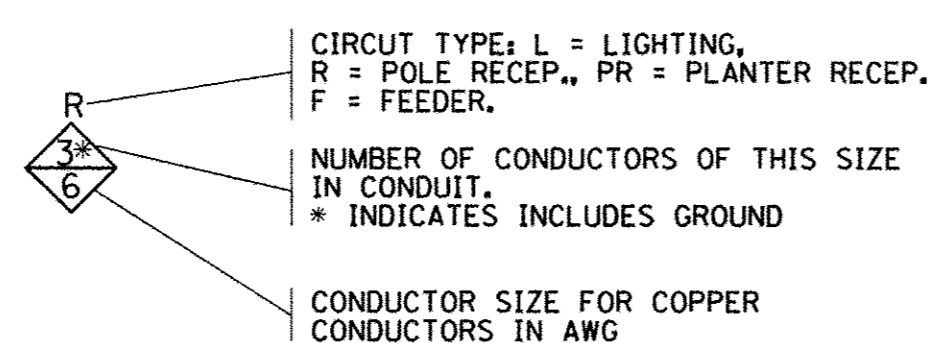 CIRCUT TYPE: L = LIGHTING,
R = POLE RECEP., PR = PLANTER RECEP.
F = FEEDER.
R
3*
6
NUMBER OF CONDUCTORS OF THIS SIZE
IN CONDUIT.
* INDICATES INCLUDES GROUND
CONDUCTOR SIZE FOR COPPER
CONDUCTORS IN AWG